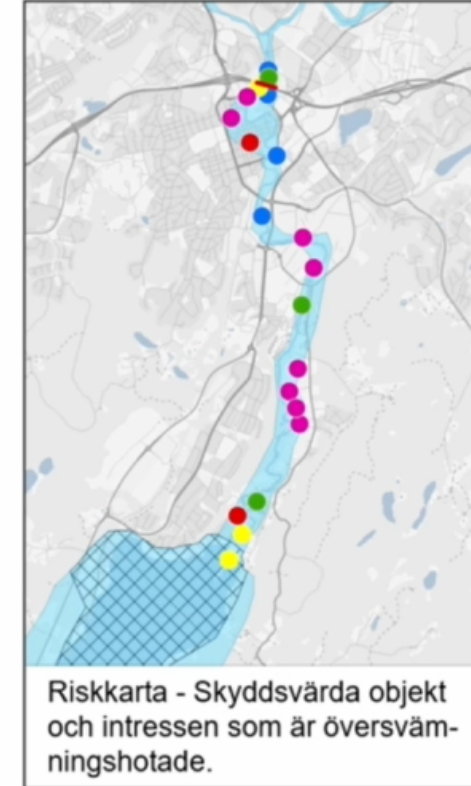 Riskkarta - Skyddsvärda objekt
och intressen som är översväm-
ningshotade.